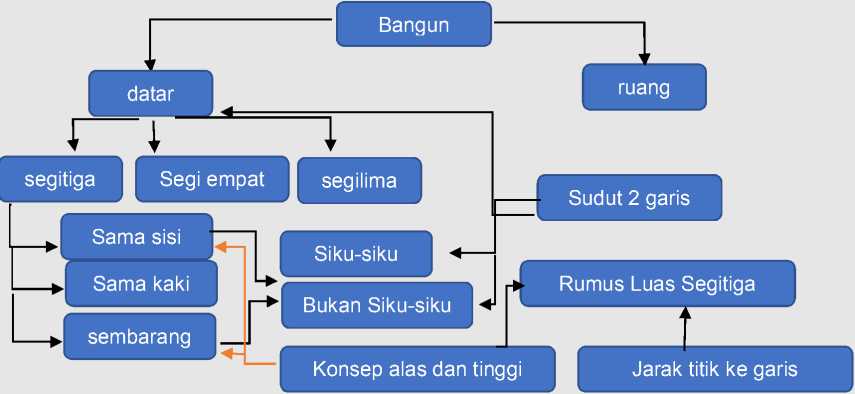 Bangun
datar
ruang
segitiga
Segi empat
segilima
Sudut 2 garis
Sama sisi
Siku-siku
Sama kaki
Rumus Luas Segitiga
Bukan Siku-siku
sembarang
Konsep alas dan tinggi
Jarak titik ke garis